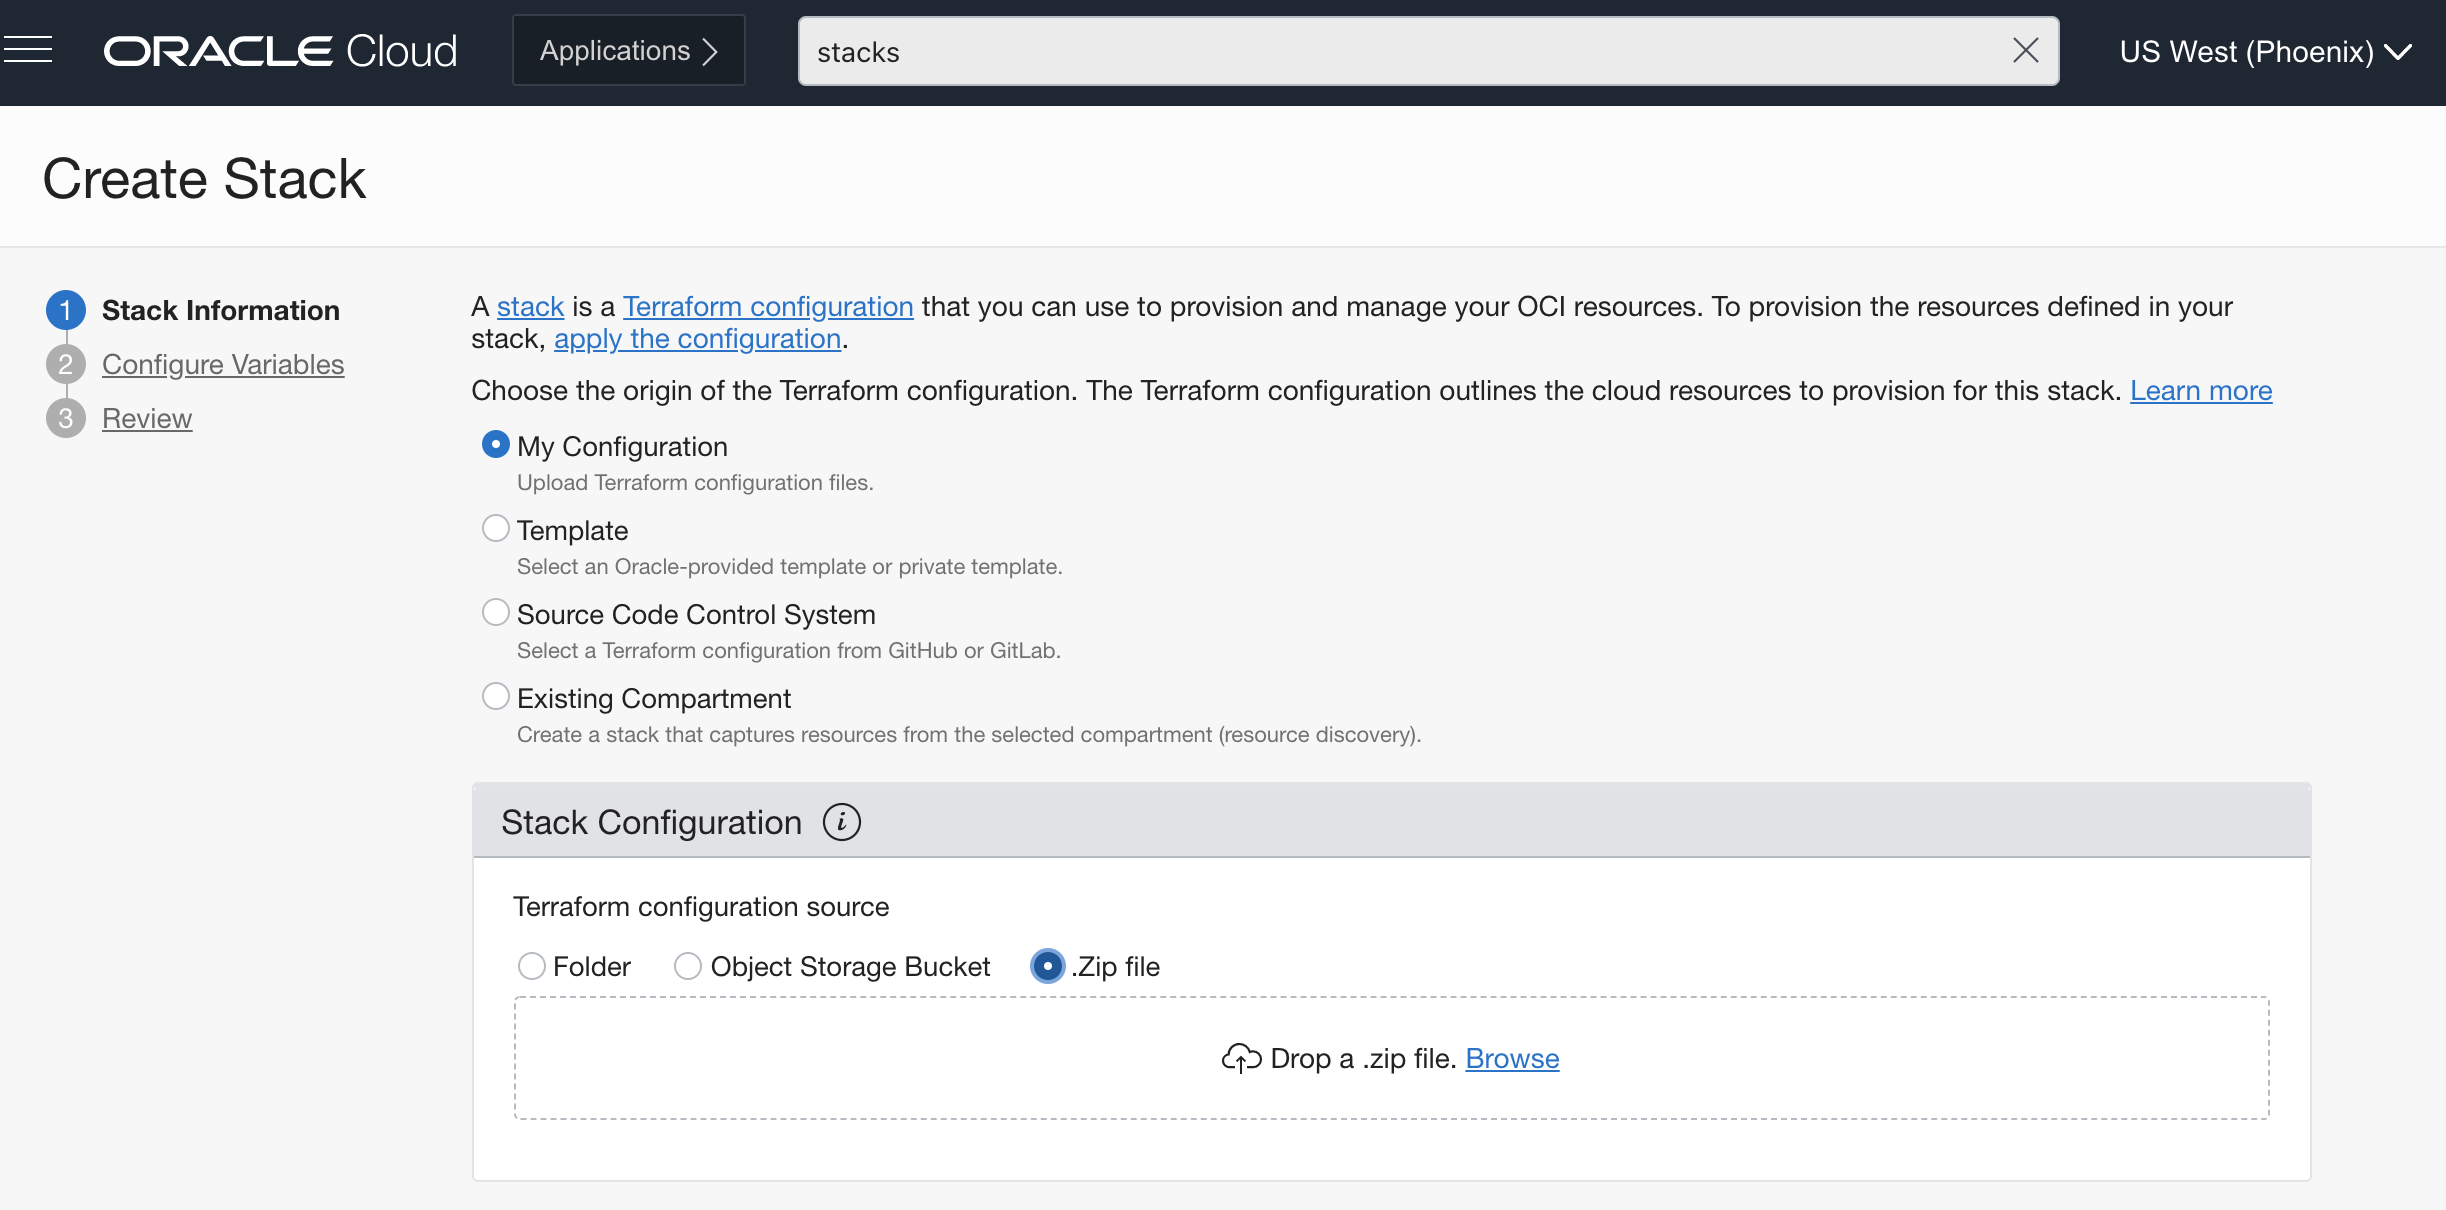 ORACLE Cloud
Applications
stacks
US West (Phoenix)
Create Stack
1 Stack Information
2 Configure Variables
3 Review
A stack is a Terraform configuration that you can use to provision and manage your OCI resources. To provision the resources defined in your
stack, apply the configuration.
Choose the origin of the Terraform configuration. The Terraform configuration outlines the cloud resources to provision for this stack. Learn more
My Configuration
Upload Terraform configuration files.
Template
Select an Oracle-provided template or private template.
Source Code Control System
Select a Terraform configuration from GitHub or GitLab.
Existing Compartment
Create a stack that captures resources from the selected compartment (resource discovery).
Stack Configuration i
Terraform configuration source
Folder Object Storage Bucket .Zip file
Drop a .zip file. Browse